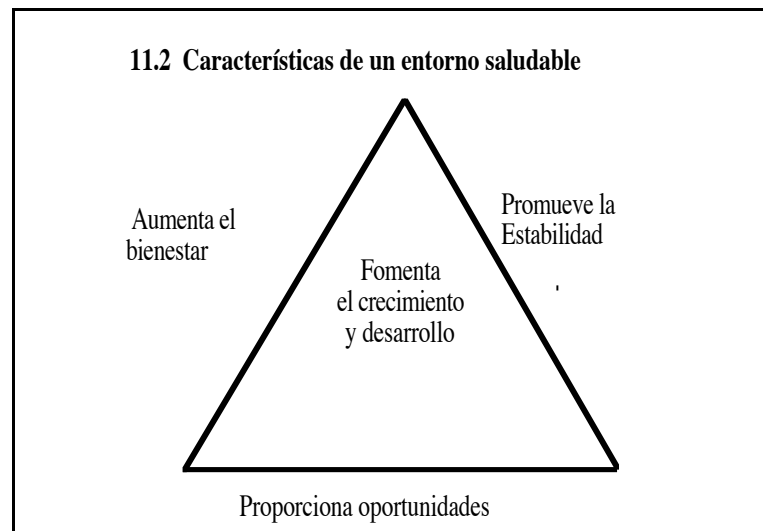 11.2 Características de un entorno saludable
Aumenta el
bienestar
Promueve la
Estabilidad
Fomenta
el crecimiento
y desarrollo
Proporciona oportunidades